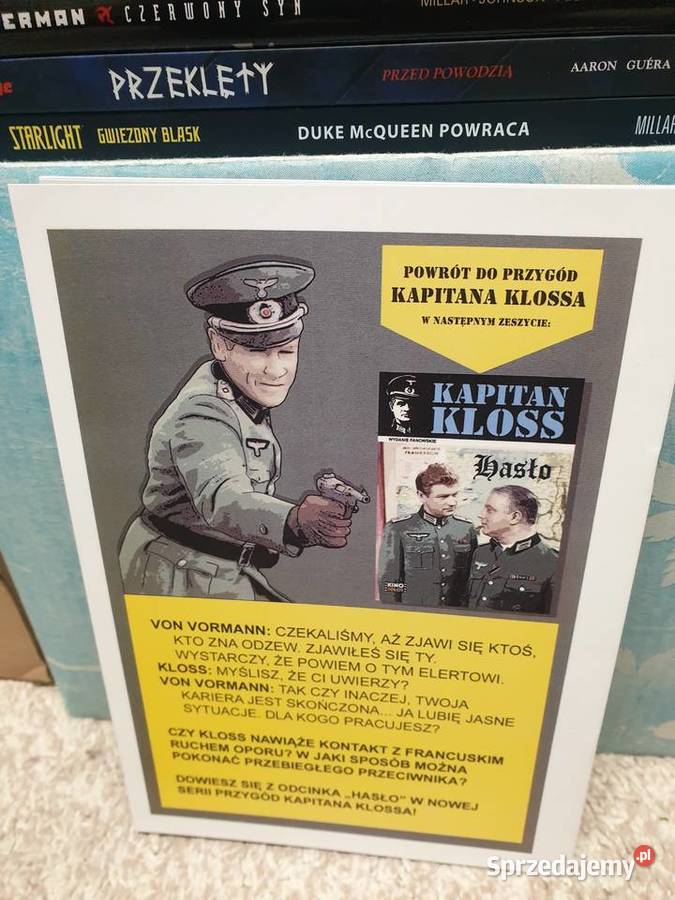 ERMAN CZERWONY SYN
PRZEKLĘTY PRZED POWODZIĄ AARON GUÉRA
STARLIGHT GWIEZDNY BLASK DUKE McQUEEN POWRACA MILLAR
POWRÓT DO PRZYGÓD
KAPITANA KLOSSA
W NASTĘPNYM ZESZYCIE:
KAPITAN
KLOSS
WYDANIE FANOWSKIE
Hasło
KINO
VON VORMANN: CZEKALIŚMY, AŻ ZJAWI SIĘ KTOŚ,
KTO ZNA ODZEW. ZJAWIŁEŚ SIĘ TY.
WYSTARCZY, ŻE POWIEM O TYM ELERTOWI.
KLOSS: MYŚLISZ, ŻE CI UWIERZY?
VON VORMANN: TAK CZY INACZEJ, TWOJA
KARIERA JEST SKOŃCZONA... JA LUBIĘ JASNE
SYTUACJE. DLA KOGO PRACUJESZ?
CZY KLOSS NAWIĄŻE KONTAKT Z FRANCUSKIM
RUCHEM OPORU? W JAKI SPOSÓB MOŻNA
POKONAĆ PRZEBIEGŁEGO PRZECIWNIKA?
DOWIESZ SIĘ Z ODCINKA „HASŁO" W NOWEJ
SERII PRZYGÓD KAPITANA KLOSSA!
Sprzedajemy.pl